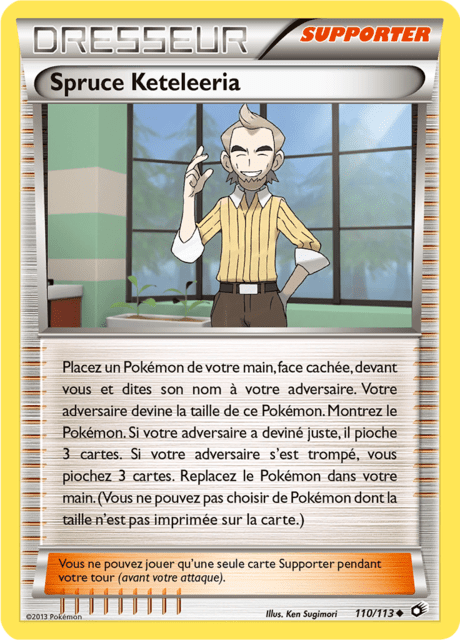 DRESSEUR
SUPPORTER
Spruce Keteleeria
Placez un Pokémon de votre main, face cachée, devant
vous et dites son nom à votre adversaire. Votre
adversaire devine la taille de ce Pokémon. Montrez le
Pokémon. Si votre adversaire a deviné juste, il pioche
3 cartes. Si votre adversaire s'est trompé, vous
piochez 3 cartes. Replacez le Pokémon dans votre
main. (Vous ne pouvez pas choisir de Pokémon dont la
taille n'est pas imprimée sur la carte.)
Vous ne pouvez jouer qu'une seule carte Supporter pendant
votre tour (avant votre attaque).
©2013 Pokémon
Illus. Ken Sugimori
110/113